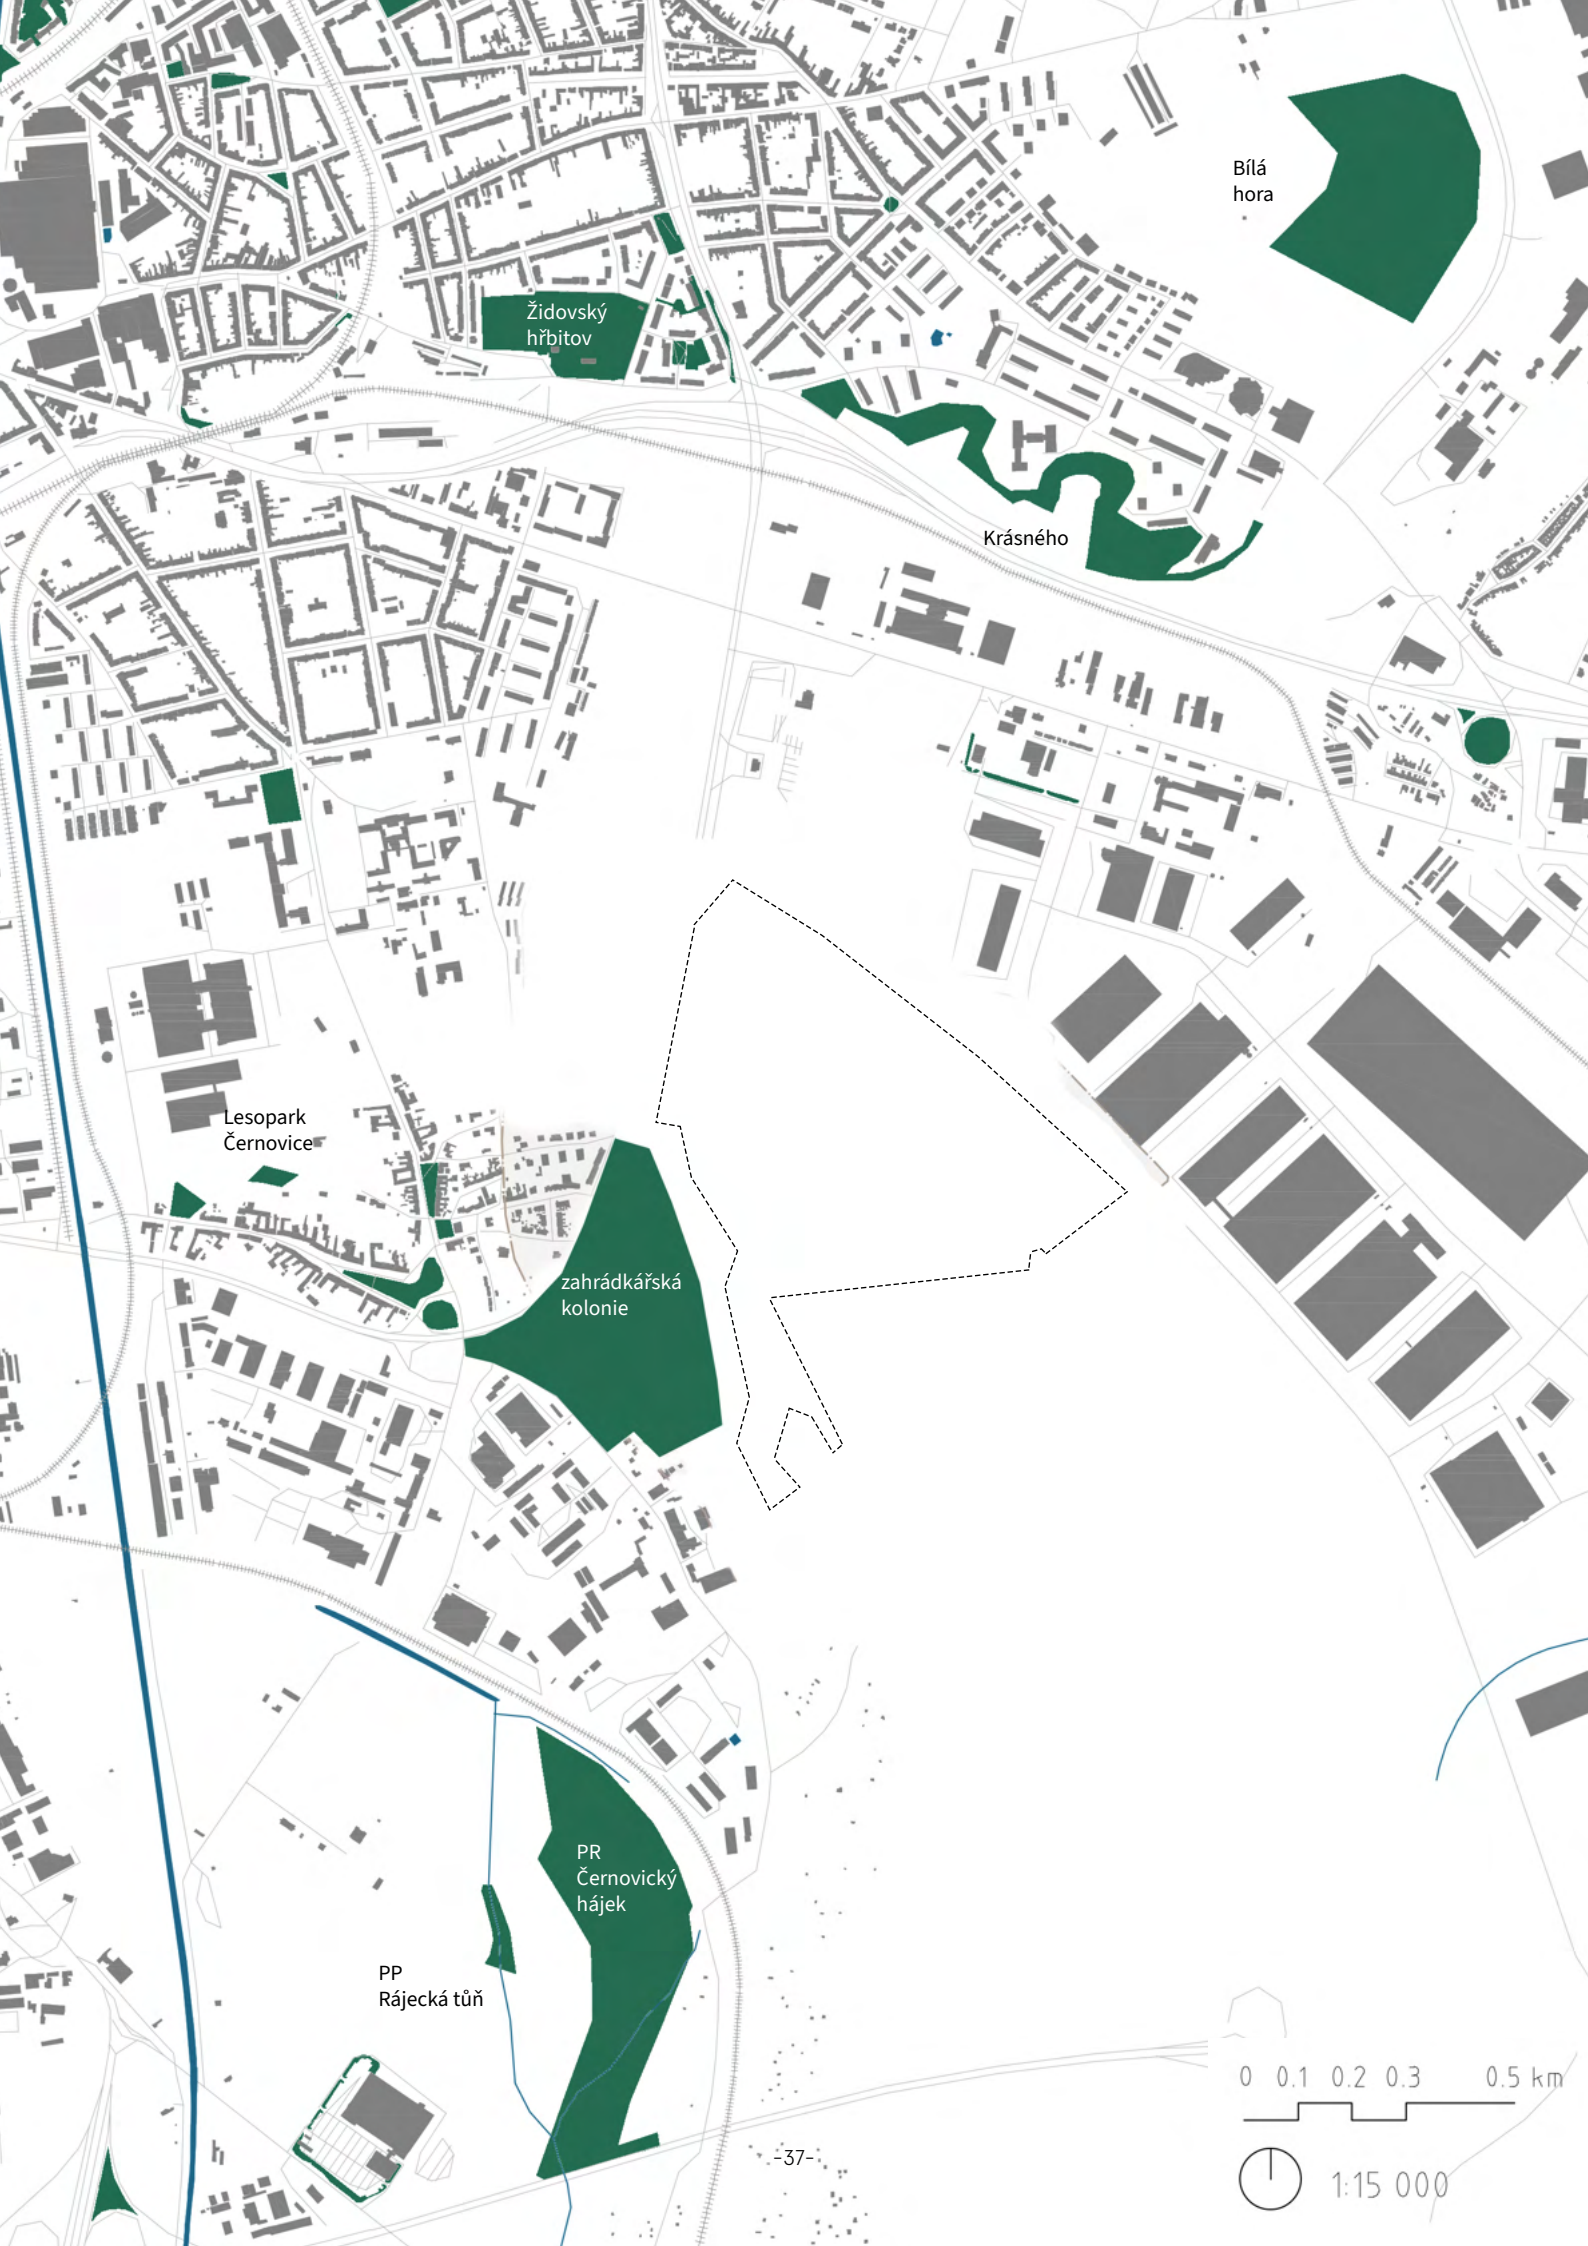 Bílá
hora
Židovský
hřbitov
Krásného
Lesopark
Černovice
zahrádkářská
kolonie
PR
Černovický
hájek
PP
Rájecká tůň
0 0.1 0.2 0.3 0.5 km
1:15 000
-37-